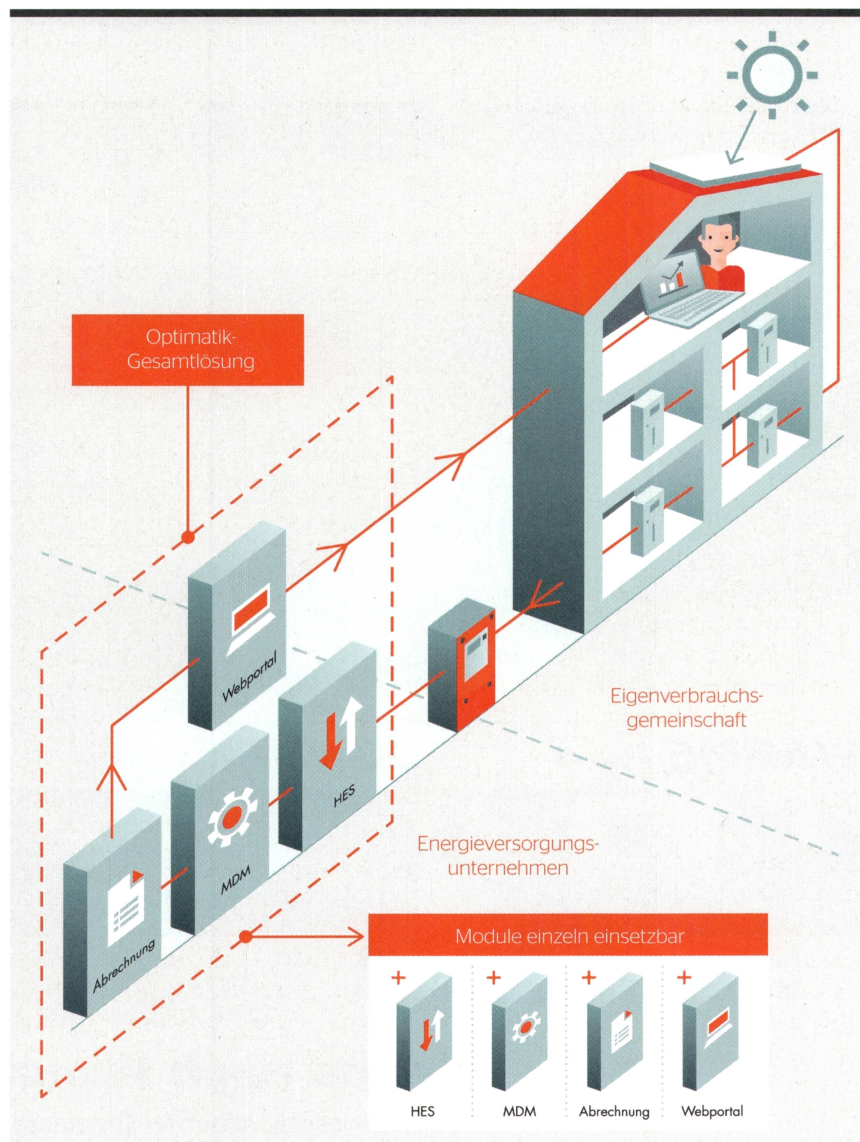 Optimatik-
Gesamtlösung
Webportal
HES
MDM
Abrechnung
Eigenverbrauchs-
gemeinschaft
Energieversorgungs-
unternehmen
Module einzeln einsetzbar
HES
MDM
Abrechnung
Webportal